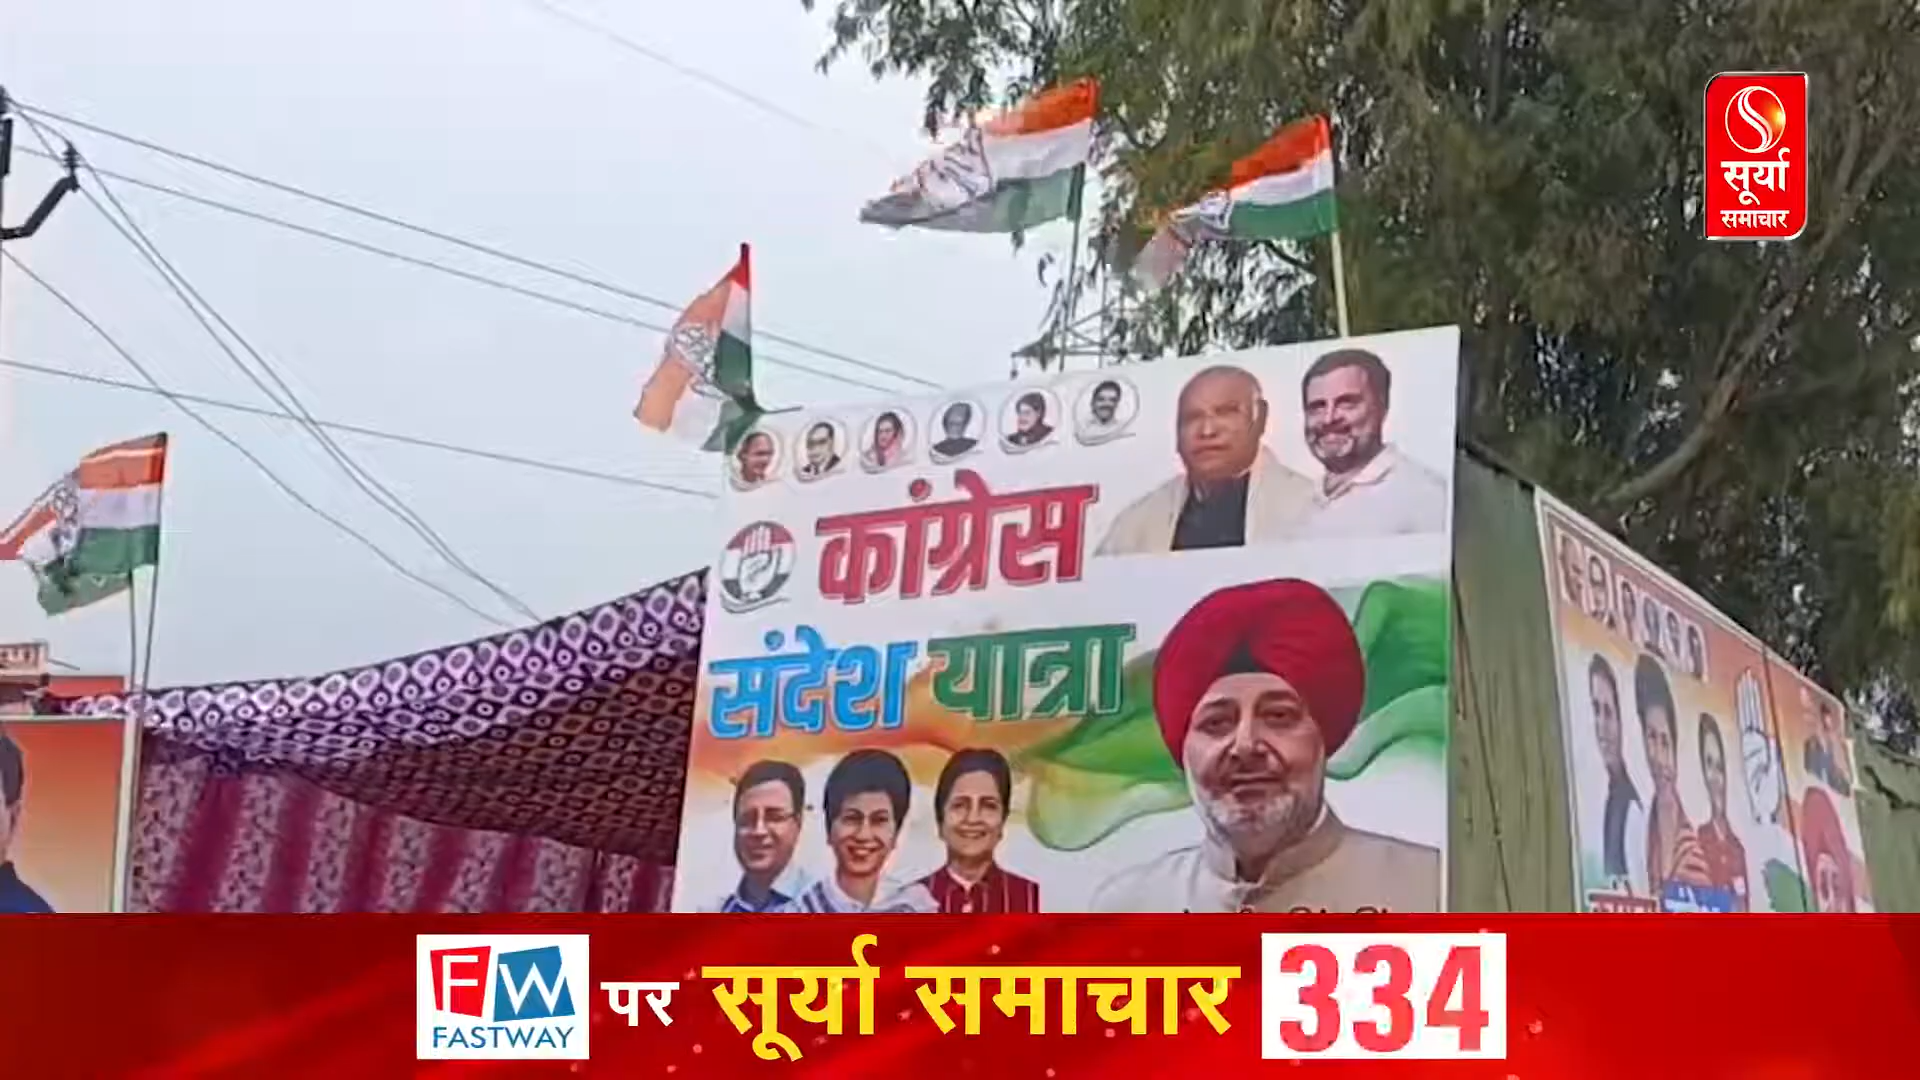 सूर्या
समाचार
कांग्रेस
संदेश यात्रा
FW
FASTWAY
पर
सूर्या समाचार
334